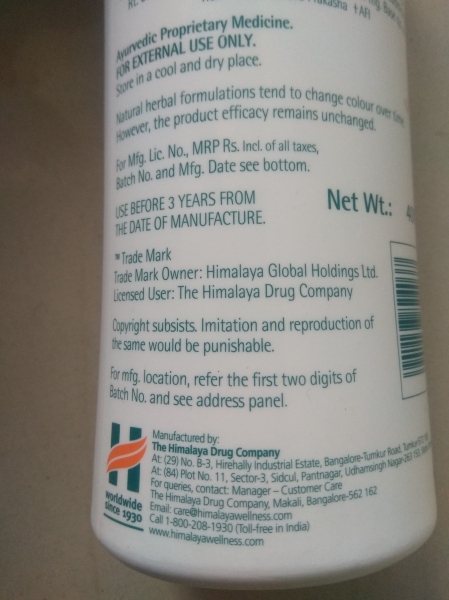 Prakasha †AFI
Ayurvedic Proprietary Medicine.
FOR EXTERNAL USE ONLY.
Store in a cool and dry place.
Natural herbal formulations tend to change colour over time.
However, the product efficacy remains unchanged.
For Mfg. Lic. No., MRP Rs. Incl. of all taxes,
Batch No. and Mfg. Date see bottom.
USE BEFORE 3 YEARS FROM
THE DATE OF MANUFACTURE.
Net Wt.:
™ Trade Mark
Trade Mark Owner: Himalaya Global Holdings Ltd.
Licensed User: The Himalaya Drug Company
Copyright subsists. Imitation and reproduction of
the same would be punishable.
For mfg. location, refer the first two digits of
Batch No. and see address panel.
Manufactured by:
The Himalaya Drug Company
At: (29) No. B-3, Hirehally Industrial Estate, Bangalore-Tumkur Road,
At: (84) Plot No. 11, Sector-3, Sidcul, Pantnagar, Udhamsingh Nagar-263 153,
For queries, contact: Manager – Customer Care
The Himalaya Drug Company, Makali, Bangalore-562 162
Email: care@himalayawellness.com
Call 1-800-208-1930 (Toll-free in India)
www.himalayawellness.com
worldwide
since 1930